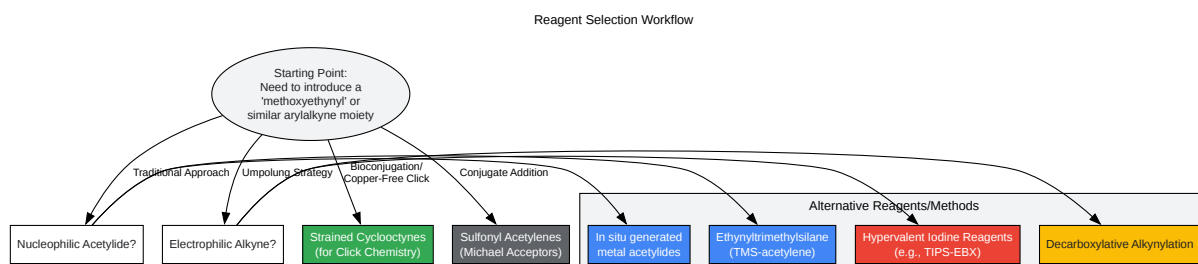 Reagent Selection Workflow
Starting Point:
Need to introduce a
'methoxyethynyl' or
similar arylalkyne moiety
Traditional Approach
Umpolung Strategy
Bioconjugation/
Copper-Free Click
Conjugate Addition
Alternative Reagents/Methods
Nucleophilic Acetylide?
Electrophilic Alkyne?
Strained Cyclooctynes
(for Click Chemistry)
Sulfonyl Acetylenes
(Michael Acceptors)
In situ generated
metal acetylides
Ethynyltrimethylsilane
(TMS-acetylene)
Hypervalent Iodine Reagents
(e.g., TIPS-EBX)
Decarboxylative Alkynylation